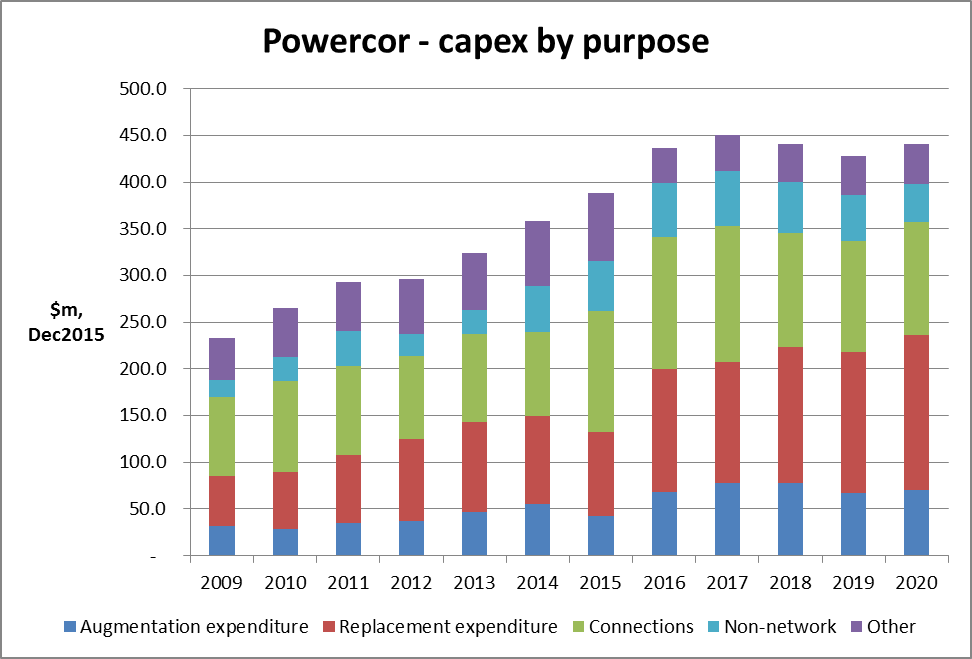 Powercor - capex by purpose
500.0
450.0
400.0
350.0
300.0
250.0
200.0
150.0
100.0
50.0
-
$m,
Dec2015
2009 2010 2011 2012 2013 2014 2015 2016 2017 2018 2019 2020
Augmentation expenditure Replacement expenditure Connections Non-network Other